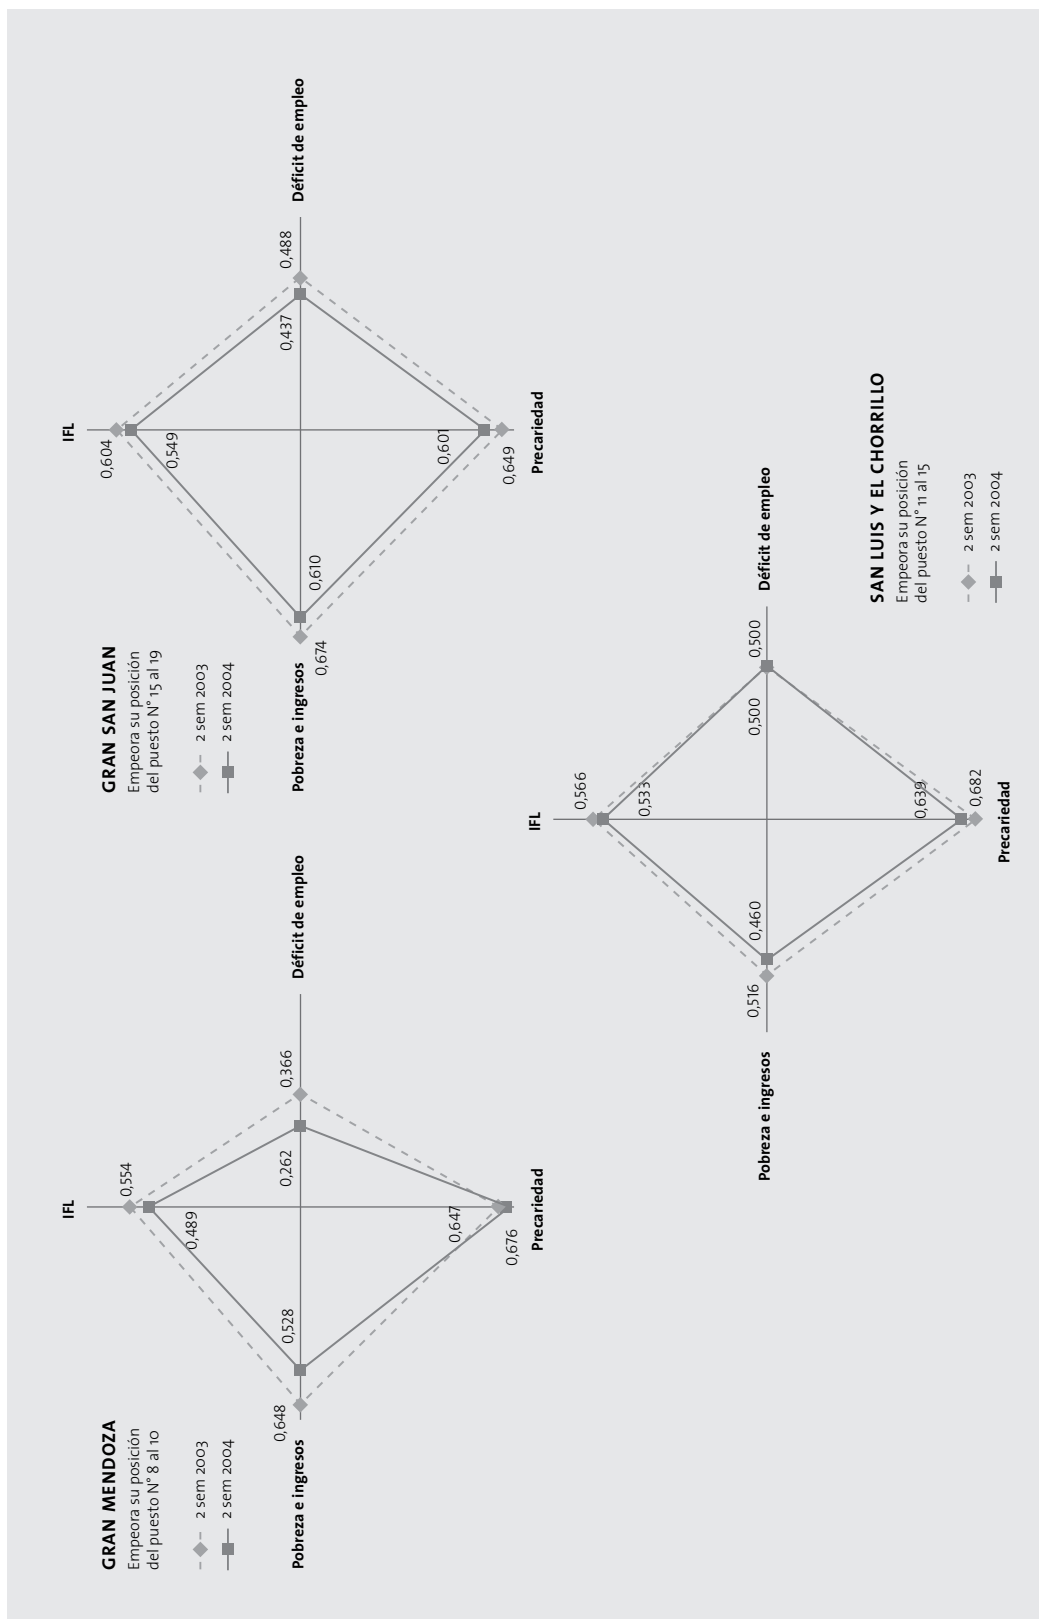 GRAN MENDOZA
Empeora su posición
del puesto N° 8 al 10
2 sem 2003
2 sem 2004
IFL
0,554
0,489
Pobreza e ingresos
0,648
0,528
0,262
0,366
Déficit de empleo
0,647
0,676
Precariedad
GRAN SAN JUAN
Empeora su posición
del puesto N° 15 al 19
2 sem 2003
2 sem 2004
IFL
0,604
0,549
Pobreza e ingresos
0,674
0,610
0,437
0,488
Déficit de empleo
0,601
0,649
Precariedad
IFL
0,566
0,533
Pobreza e ingresos
0,516
0,460
0,500
0,500
Déficit de empleo
0,639
0,682
Precariedad
SAN LUIS Y EL CHORRILLO
Empeora su posición
del puesto N° 11 al 15
2 sem 2003
2 sem 2004